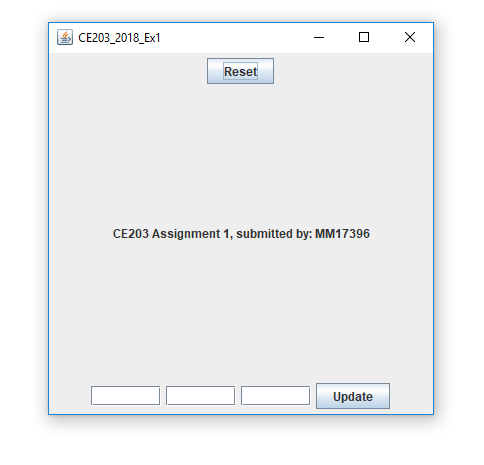 CE203_2018_Ex1
Reset
CE203 Assignment 1, submitted by: MM17396
Update